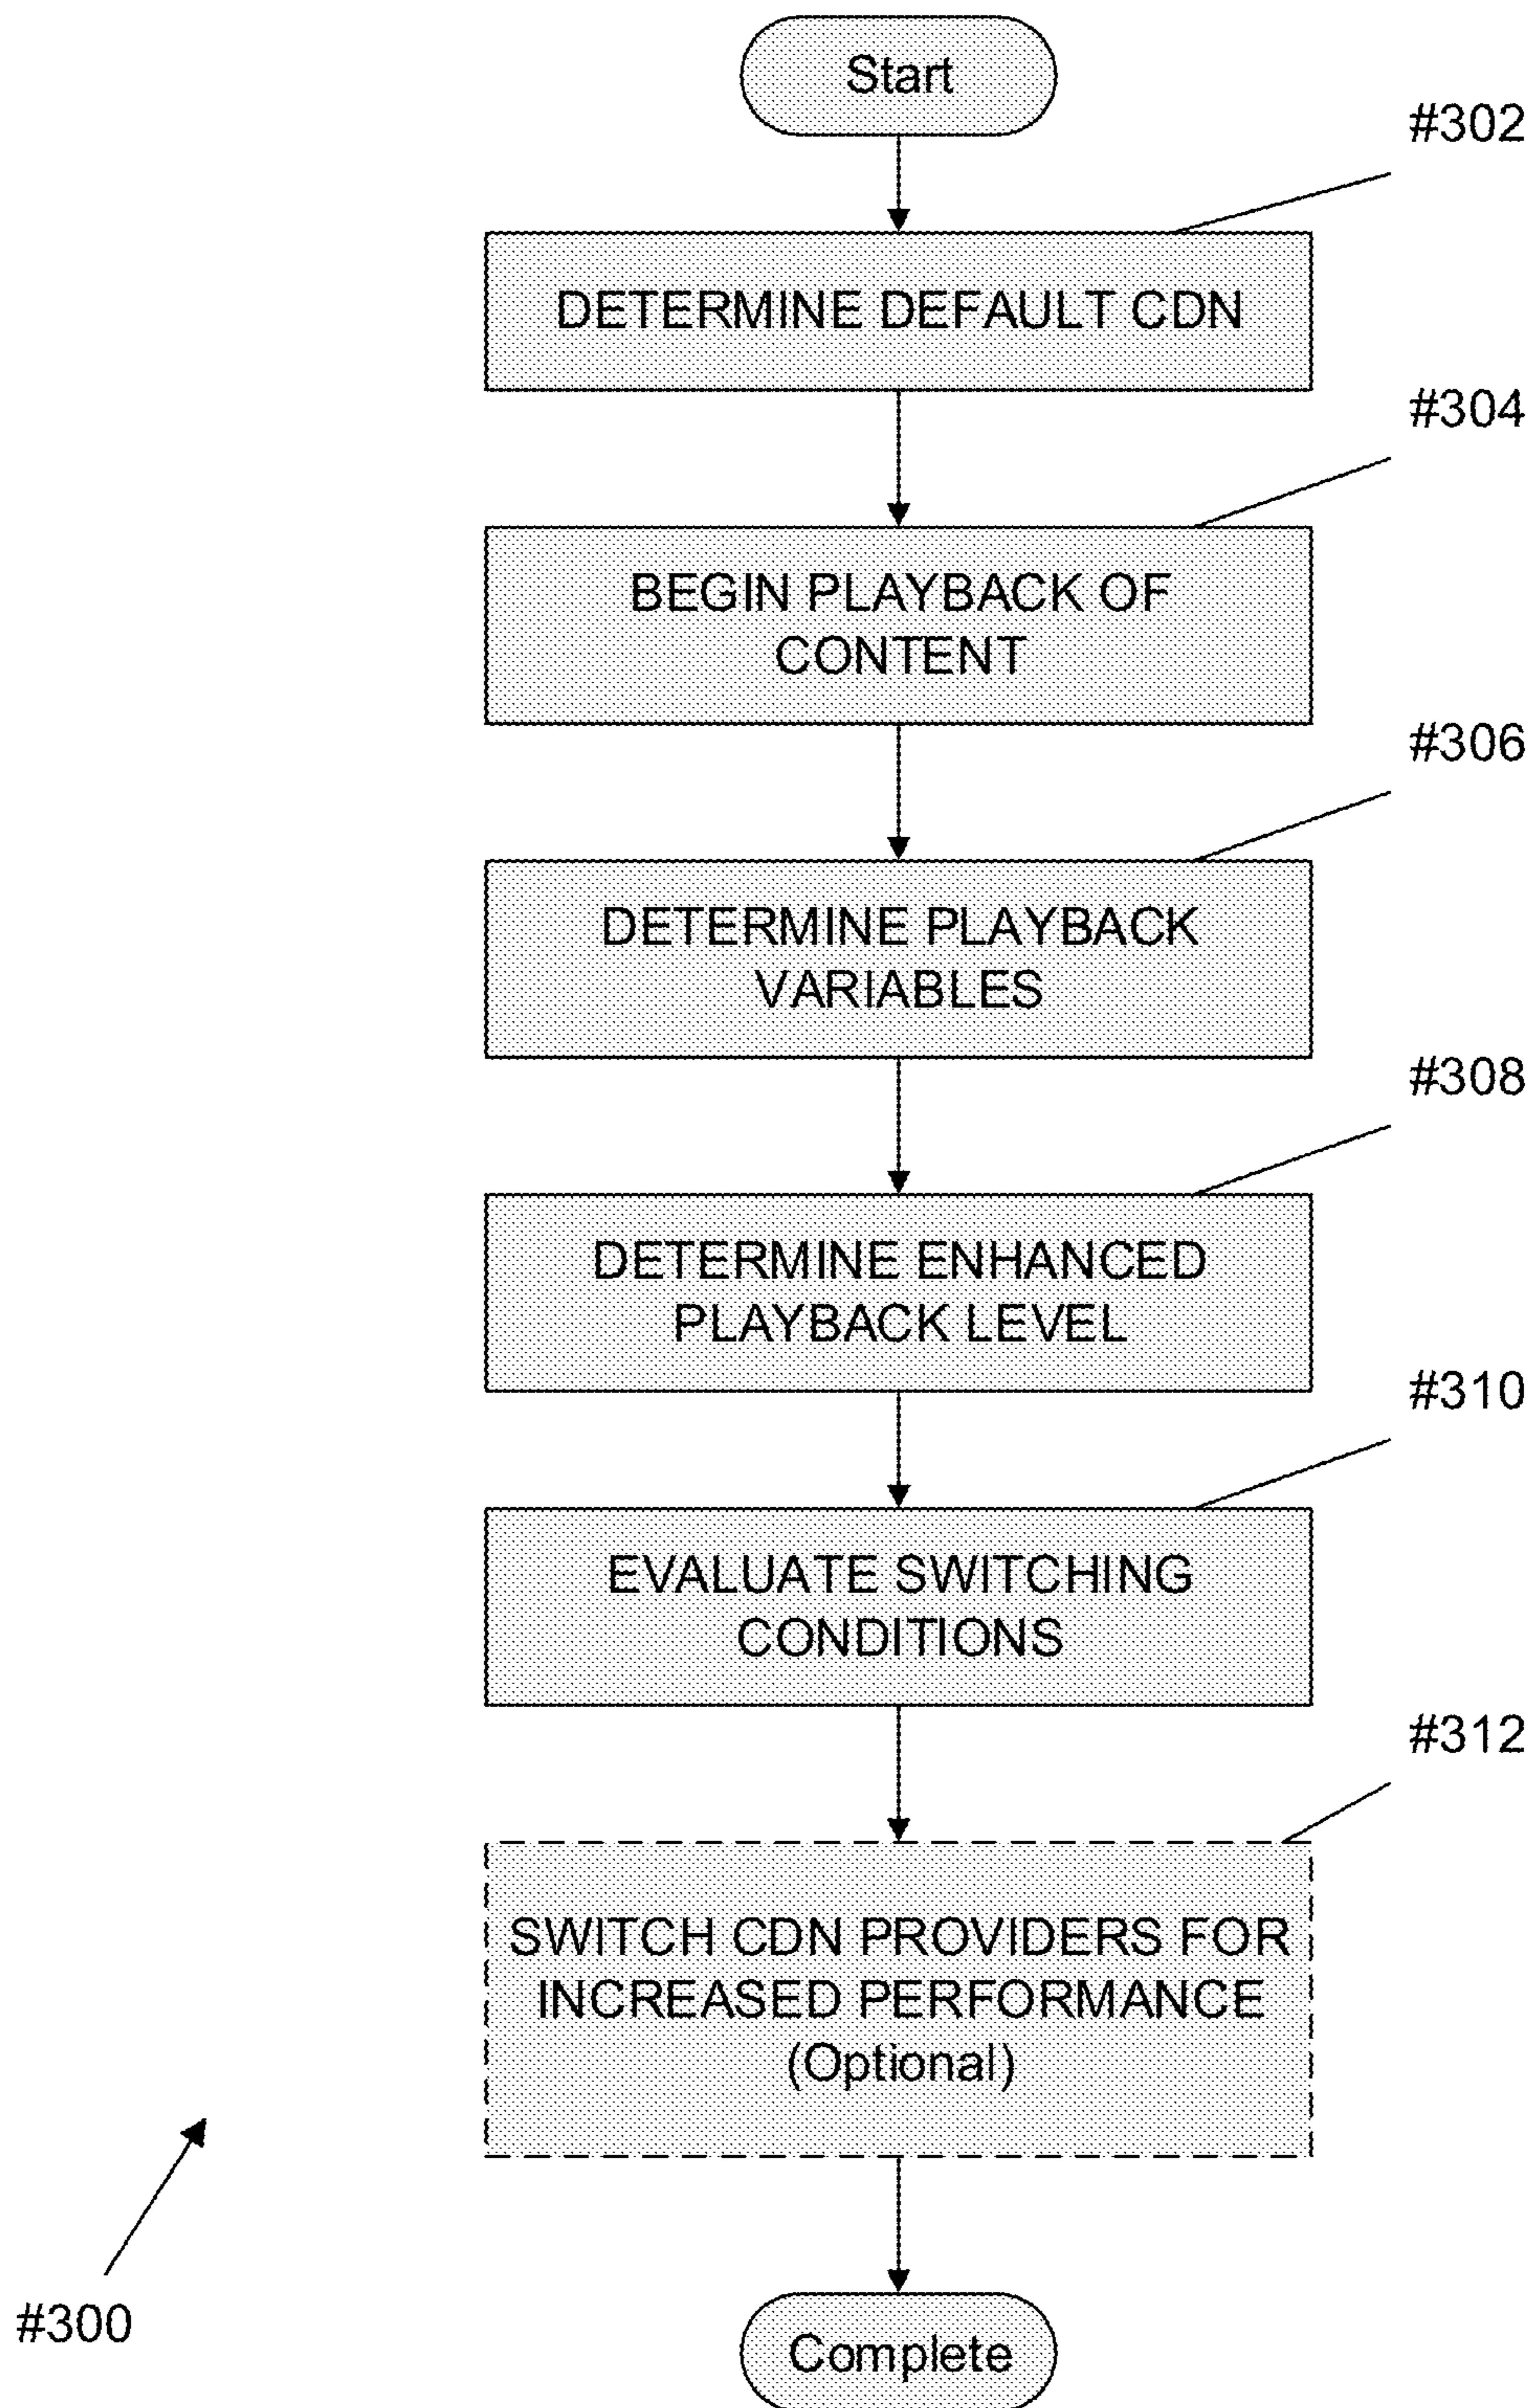 Start
#302
DETERMINE DEFAULT CDN
#304
BEGIN PLAYBACK OF
CONTENT
#306
DETERMINE PLAYBACK
VARIABLES
#308
DETERMINE ENHANCED
PLAYBACK LEVEL
#310
EVALUATE SWITCHING
CONDITIONS
#312
SWITCH CDN PROVIDERS FOR
INCREASED PERFORMANCE
(Optional)
#300
Complete